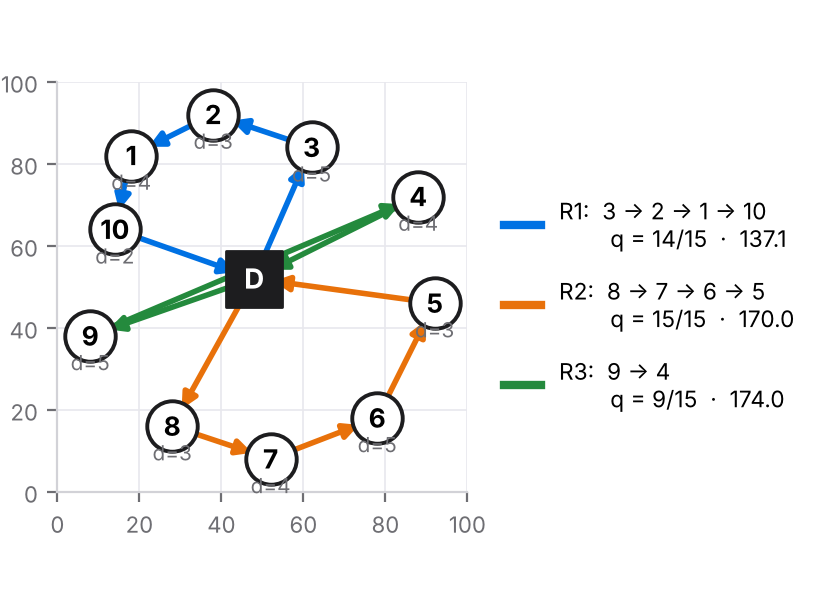 100
80
60
40
20
0
0
20
40
60
80
100
2
d=3
3
d=5
1
d=4
4
d=4
10
d=2
D
5
d=3
9
d=5
6
d=5
8
d=3
7
d=4
R1: 3 → 2 → 1 → 10
q = 14/15 · 137.1
R2: 8 → 7 → 6 → 5
q = 15/15 · 170.0
R3: 9 → 4
q = 9/15 · 174.0